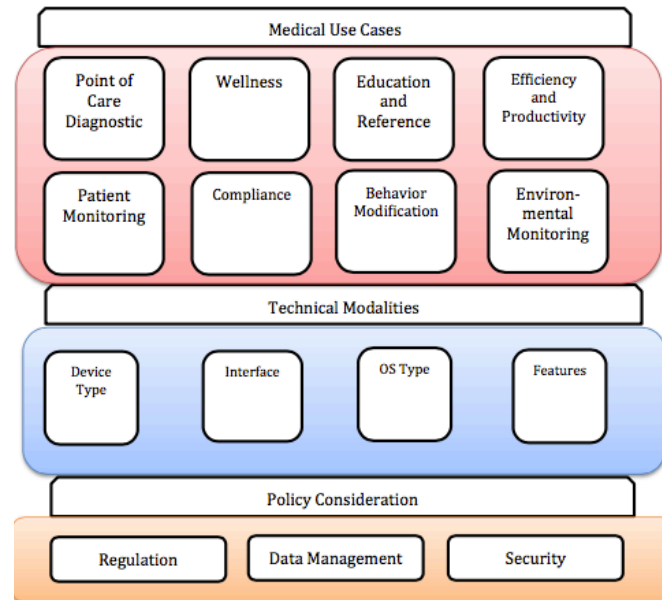 Medical Use Cases
Point of
Care
Diagnostic
Wellness
Education
and
Reference
Efficiency
and
Productivity
Patient
Monitoring
Compliance
Behavior
Modification
Environ-
mental
Monitoring
Technical Modalities
Device
Type
Interface
OS Type
Features
Policy Consideration
Regulation
Data Management
Security